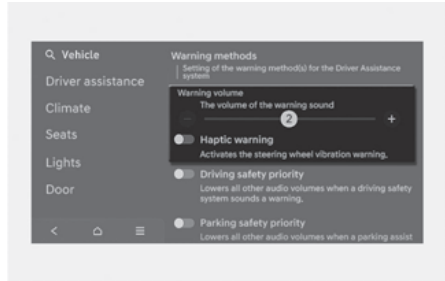 Vehicle
Driver assistance
Climate
Seats
Lights
Door
Warning methods
Setting of the warning method(s) for the Driver Assistance
system
Warning volume
The volume of the warning sound
2
Haptic warning
Activates the steering wheel vibration warning.
Driving safety priority
Lowers all other audio volumes when a driving safety
system sounds a warning.
Parking safety priority
Lowers all other audio volumes when a parking assist